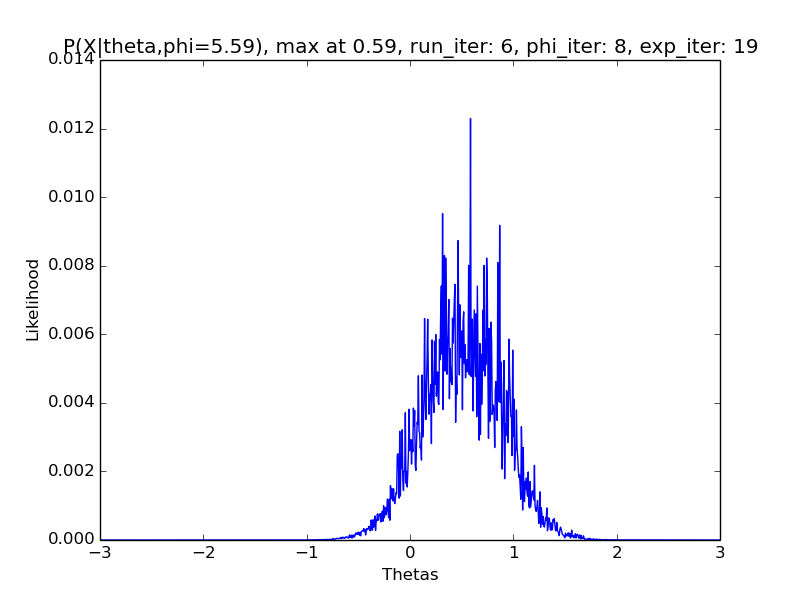 P(X|theta,phi=5.59), max at 0.59, run_iter: 6, phi_iter: 8, exp_iter: 19
0.014
0.012
0.010
0.008
0.006
0.004
0.002
0.000
Likelihood
−3 −2 −1 0 1 2 3
Thetas